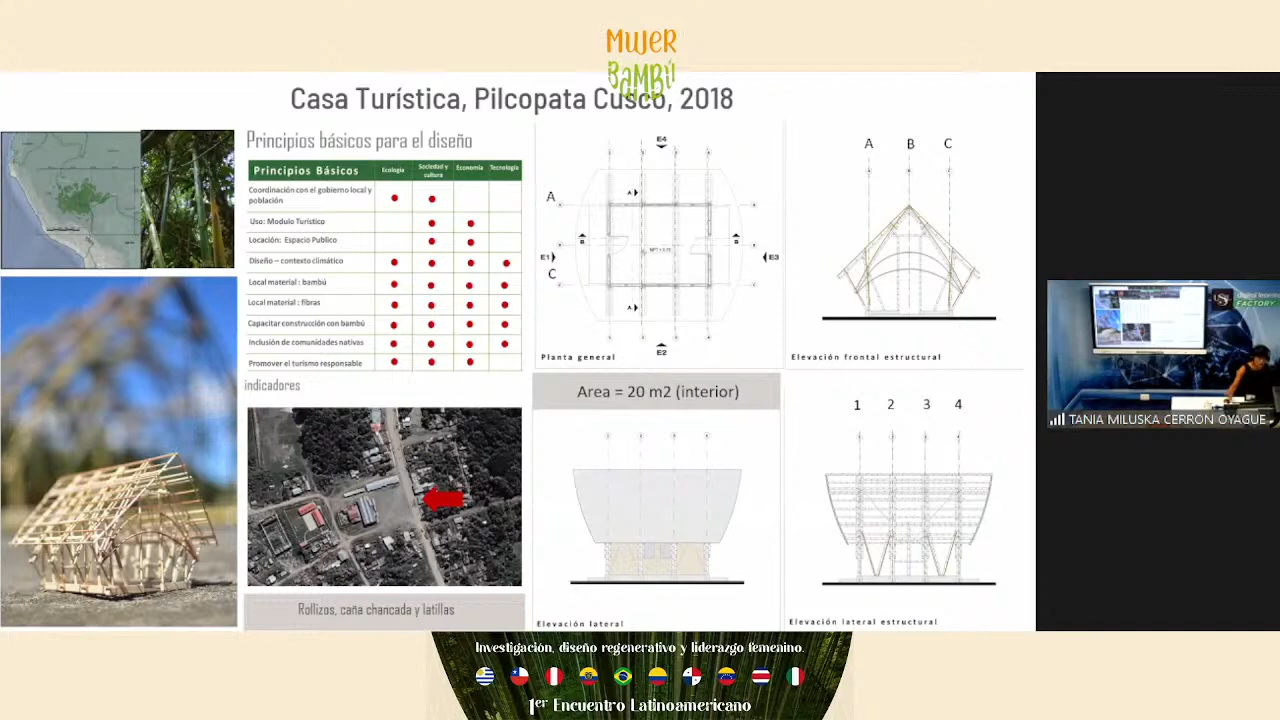 MUJER
BAMBÚ
Casa Turística, Pilcopata Cusco, 2018
Principios básicos para el diseño
Principios Básicos
Ecología
Sociedad y cultura
Economía
Tecnología
Coordinación con el gobierno local y
población
Uso: Modulo Turístico
Locación: Espacio Publico
Diseño – contexto climático
Local material : bambú
Local material : fibras
Capacitar construcción con bambú
Inclusión de comunidades nativas
Promover el turismo responsable
indicadores
Rollizos, caña chancada y latillas
E4
A
A
B
B
E1
E3
C
A
E2
Planta general
A B C
Elevación frontal estructural
Area = 20 m2 (interior)
Elevación lateral
1 2 3 4
Elevación lateral estructural
digital learning
FACTORY
TANIA MILUSKA CERRON OYAGUE
Investigación, diseño regenerativo y liderazgo femenino.
1er Encuentro Latinoamericano